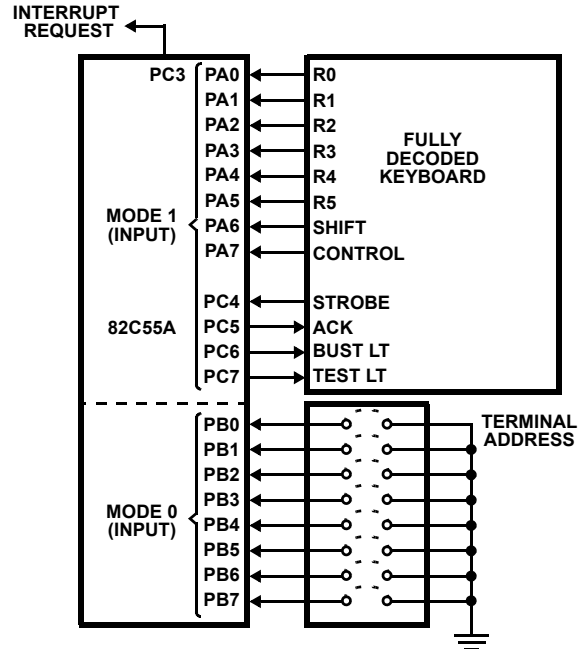 INTERRUPT
REQUEST
PC3 PA0 R0
PA1 R1
PA2 R2
PA3 R3
PA4 R4
PA5 R5
PA6 SHIFT
PA7 CONTROL
FULLY
DECODED
KEYBOARD
MODE 1
(INPUT)
PC4 STROBE
82C55A PC5 ACK
PC6 BUST LT
PC7 TEST LT
PB0
PB1
PB2
PB3
PB4
PB5
PB6
PB7
MODE 0
(INPUT)
TERMINAL
ADDRESS